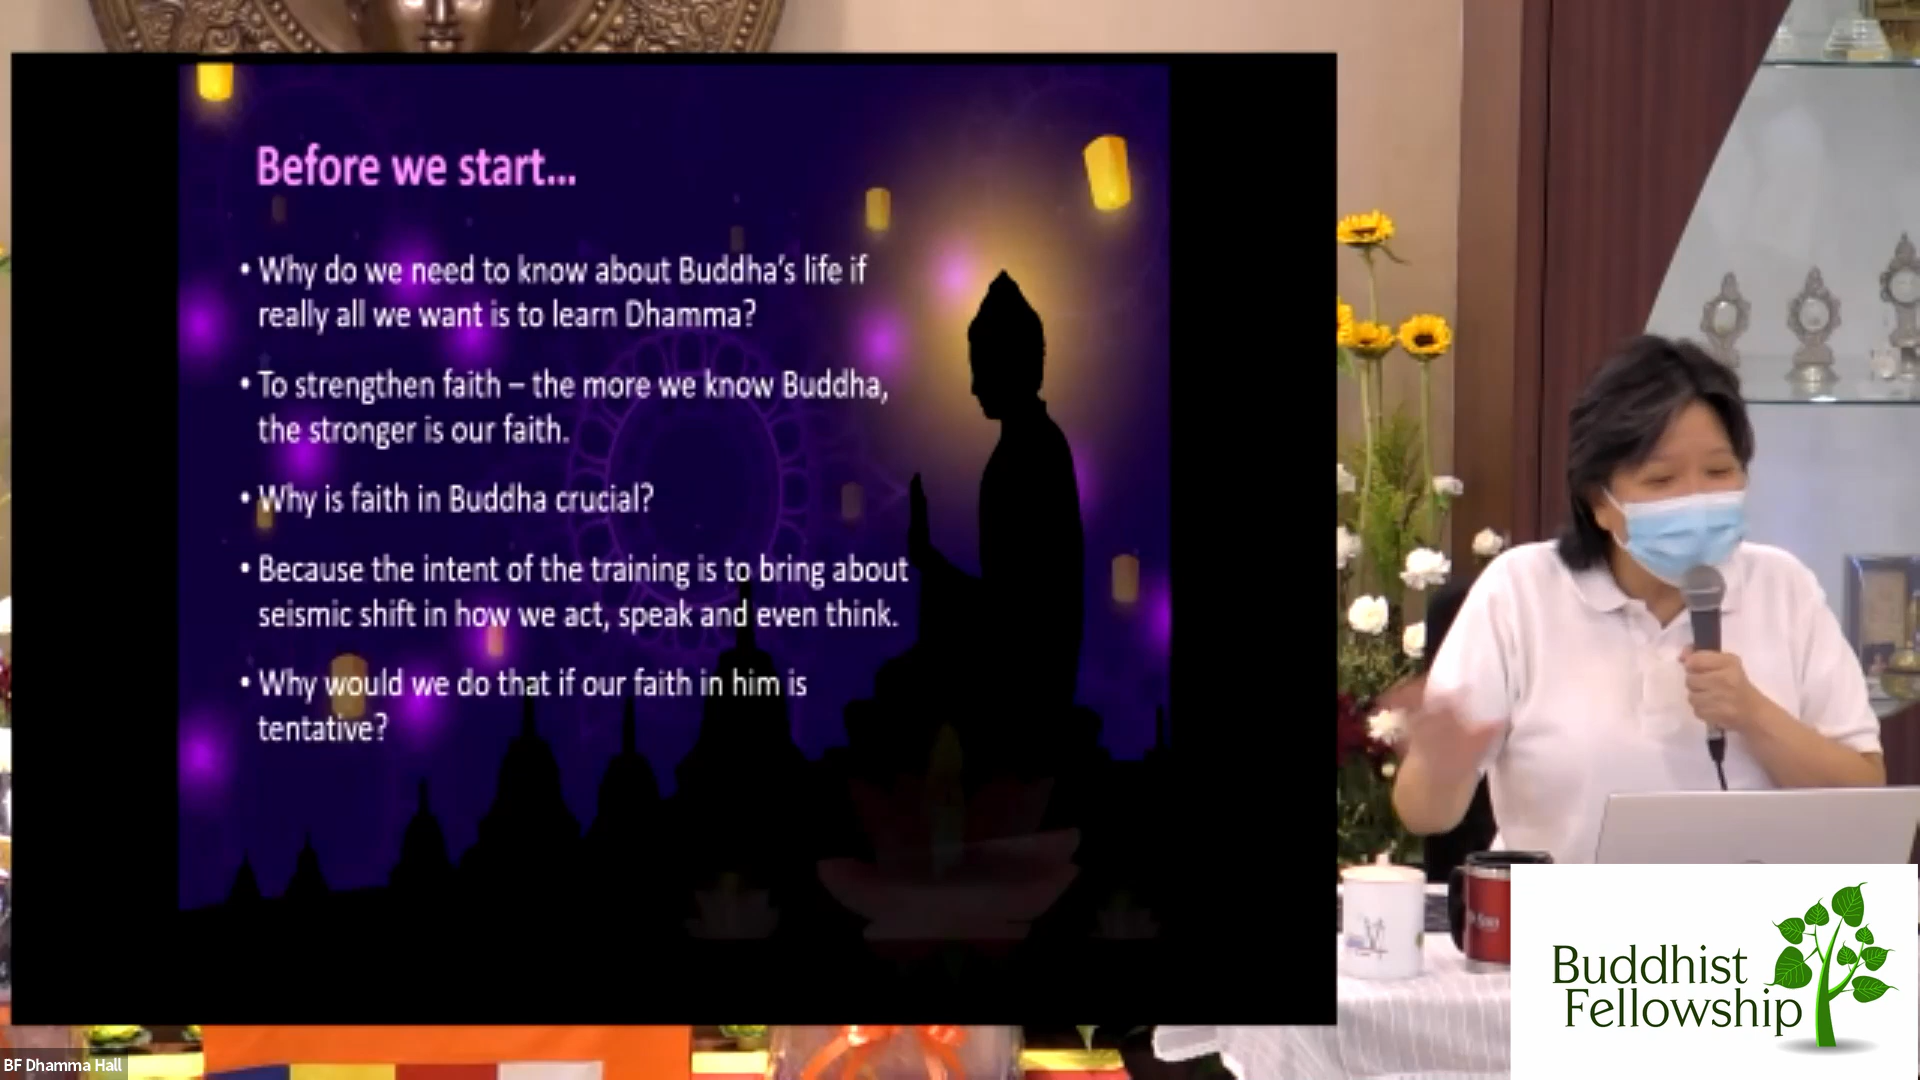 Before we start...
• Why do we need to know about Buddha's life if
really all we want is to learn Dhamma?
• To strengthen faith – the more we know Buddha,
the stronger is our faith.
• Why is faith in Buddha crucial?
• Because the intent of the training is to bring about
seismic shift in how we act, speak and even think.
• Why would we do that if our faith in him is
tentative?
Buddhist
Fellowship
BF Dhamma Hall